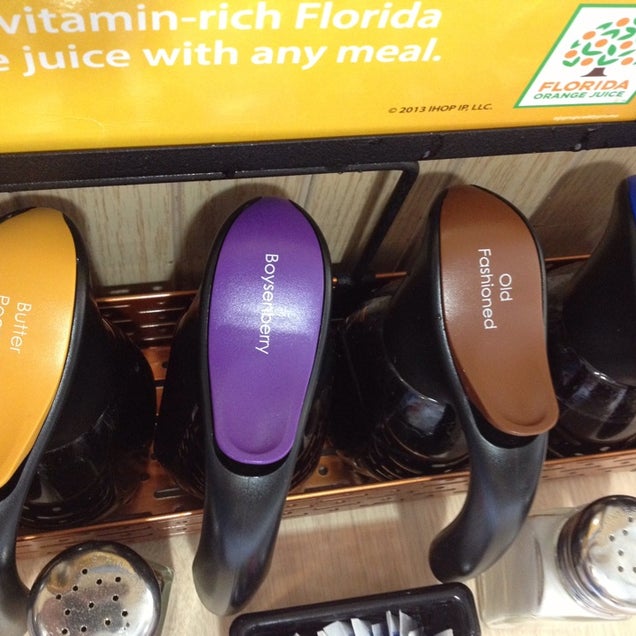 vitamin-rich Florida
juice with any meal.
© 2013 IHOP IP, LLC.
FLORIDA
ORANGE JUICE
Butter
Boysenberry
Old
Fashioned